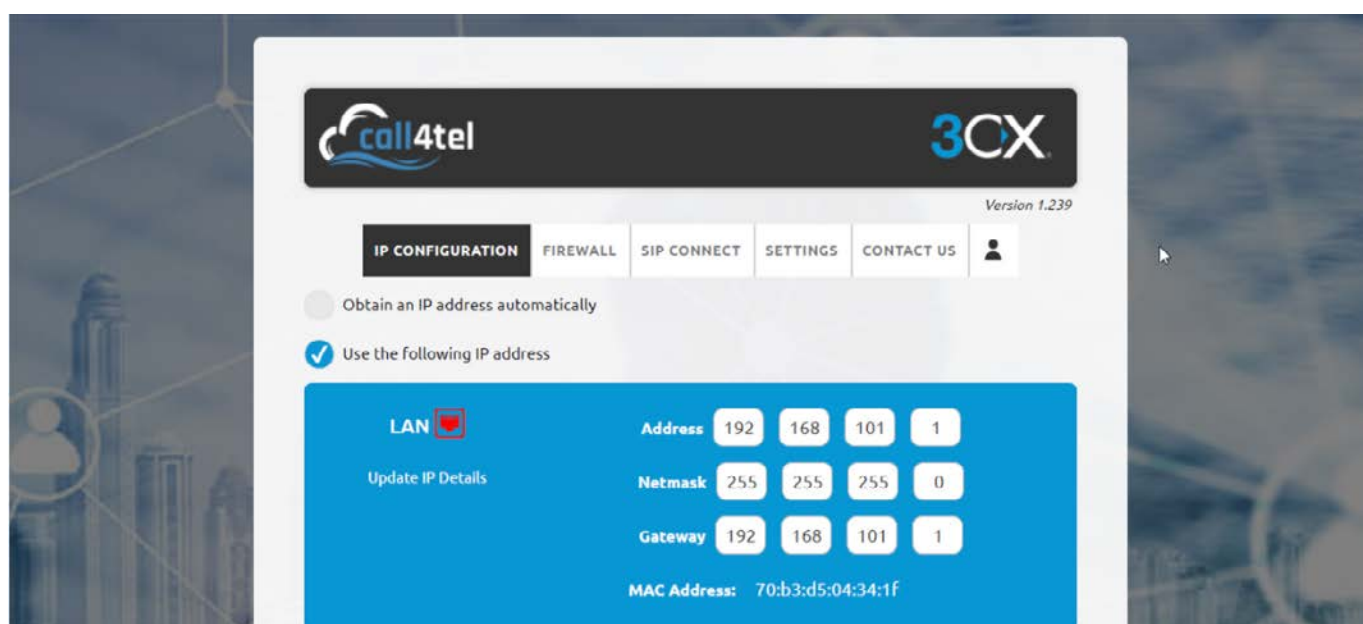 call4tel
3CX
Version 1.239
IP CONFIGURATION FIREWALL SIP CONNECT SETTINGS CONTACT US
Obtain an IP address automatically
Use the following IP address
LAN
Address 192 168 101 1
Update IP Details
Netmask 255 255 255 0
Gateway 192 168 101 1
MAC Address: 70:b3:d5:04:34:1f